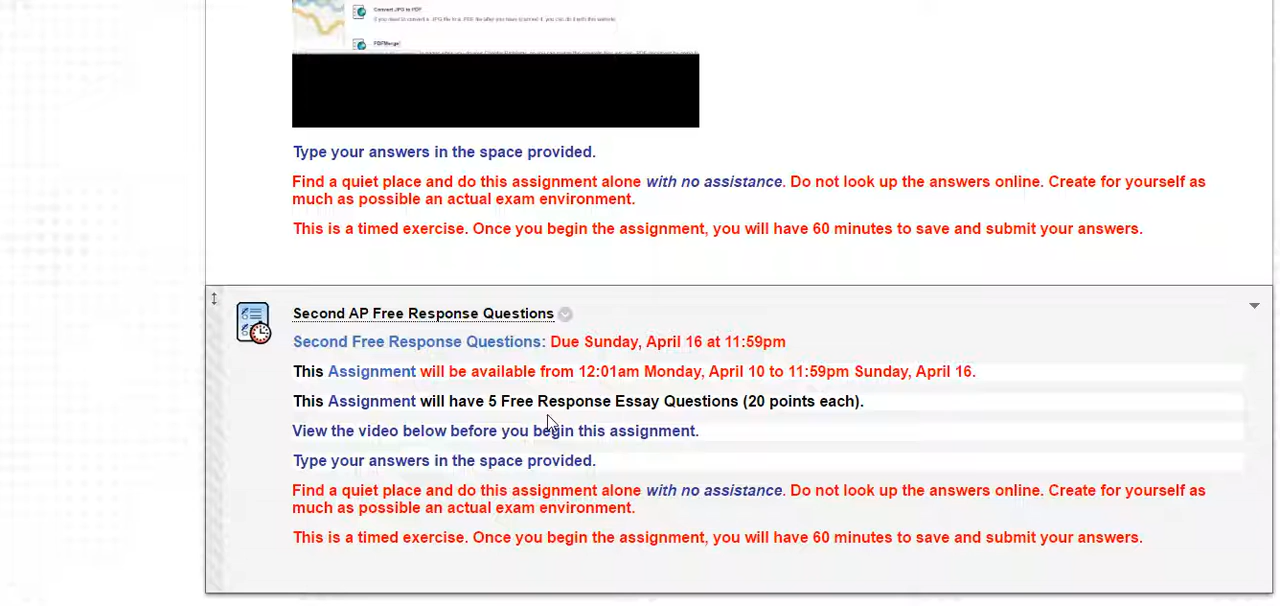 Convert JPG to PDF
PDFMerge!
Type your answers in the space provided.
Find a quiet place and do this assignment alone with no assistance. Do not look up the answers online. Create for yourself as
much as possible an actual exam environment.
This is a timed exercise. Once you begin the assignment, you will have 60 minutes to save and submit your answers.
Second AP Free Response Questions
Second Free Response Questions: Due Sunday, April 16 at 11:59pm
This Assignment will be available from 12:01am Monday, April 10 to 11:59pm Sunday, April 16.
This Assignment will have 5 Free Response Essay Questions (20 points each).
View the video below before you begin this assignment.
Type your answers in the space provided.
Find a quiet place and do this assignment alone with no assistance. Do not look up the answers online. Create for yourself as
much as possible an actual exam environment.
This is a timed exercise. Once you begin the assignment, you will have 60 minutes to save and submit your answers.